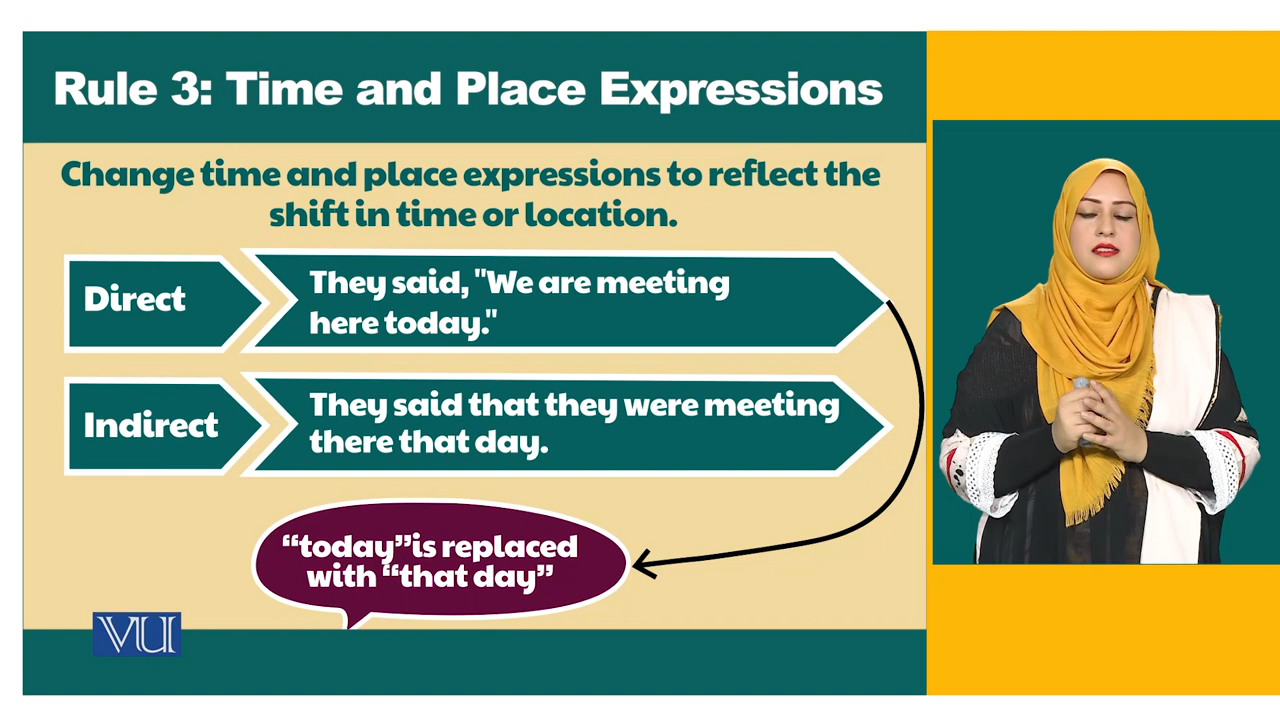 Rule 3: Time and Place Expressions
Change time and place expressions to reflect the
shift in time or location.
Direct
They said, "We are meeting
here today."
Indirect
They said that they were meeting
there that day.
“today”is replaced
with “that day”
VU